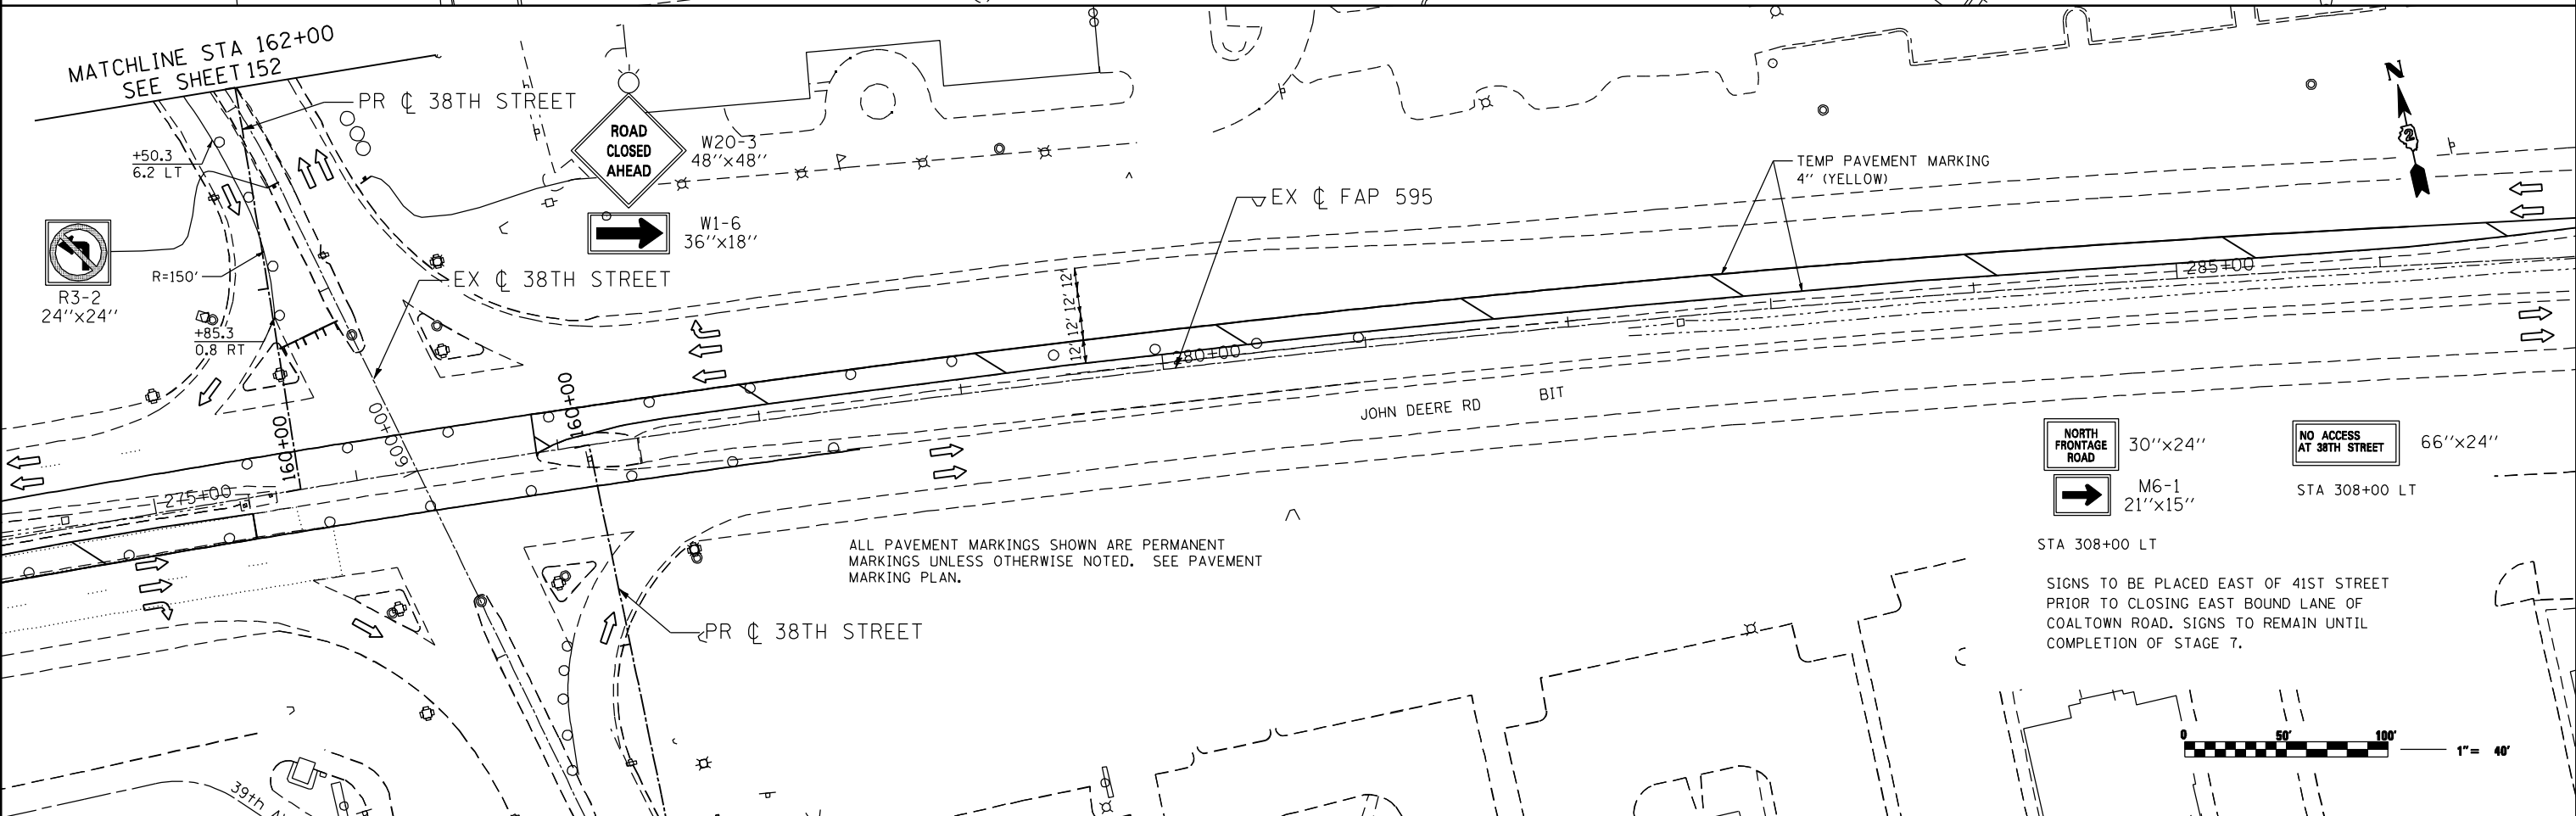 MATCHLINE STA 162+00
SEE SHEET 152
PR ℄ 38TH STREET
+50.3
6.2 LT
ROAD
CLOSED
AHEAD
W20-3
48''x48''
W1-6
36''x18''
R3-2
24''x24''
R=150'
EX ℄ 38TH STREET
+85.3
0.8 RT
160+00
600+00
160+00
275+00
12' 12' 12' 12'
280+00
EX ℄ FAP 595
TEMP PAVEMENT MARKING
4'' (YELLOW)
285+00
N
2
JOHN DEERE RD
BIT
ALL PAVEMENT MARKINGS SHOWN ARE PERMANENT
MARKINGS UNLESS OTHERWISE NOTED. SEE PAVEMENT
MARKING PLAN.
PR ℄ 38TH STREET
NORTH
FRONTAGE
ROAD
30''x24''
M6-1
21''x15''
STA 308+00 LT
NO ACCESS
AT 38TH STREET
66''x24''
STA 308+00 LT
SIGNS TO BE PLACED EAST OF 41ST STREET
PRIOR TO CLOSING EAST BOUND LANE OF
COALTOWN ROAD. SIGNS TO REMAIN UNTIL
COMPLETION OF STAGE 7.
0 50' 100'
1"= 40'
39th